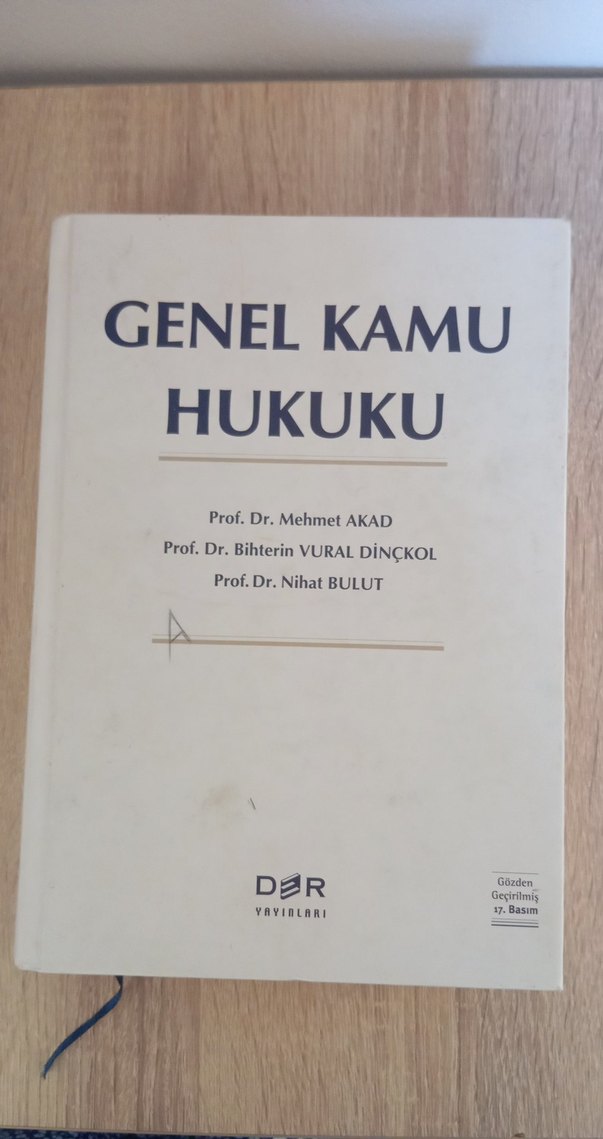 GENEL KAMU
HUKUKU
Prof. Dr. Mehmet AKAD
Prof. Dr. Bihterin VURAL DİNÇKOL
Prof. Dr. Nihat BULUT
DER
YAYINLARI
Gözden
Geçirilmiş
17. Basım